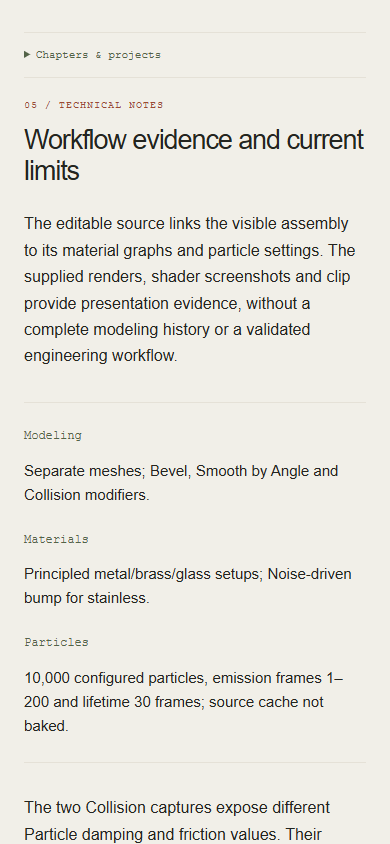 Chapters & projects
05 / TECHNICAL NOTES
Workflow evidence and current
limits
The editable source links the visible assembly
to its material graphs and particle settings. The
supplied renders, shader screenshots and clip
provide presentation evidence, without a
complete modeling history or a validated
engineering workflow.
Modeling
Separate meshes; Bevel, Smooth by Angle and
Collision modifiers.
Materials
Principled metal/brass/glass setups; Noise-driven
bump for stainless.
Particles
10,000 configured particles, emission frames 1–
200 and lifetime 30 frames; source cache not
baked.
The two Collision captures expose different
Particle damping and friction values. Their